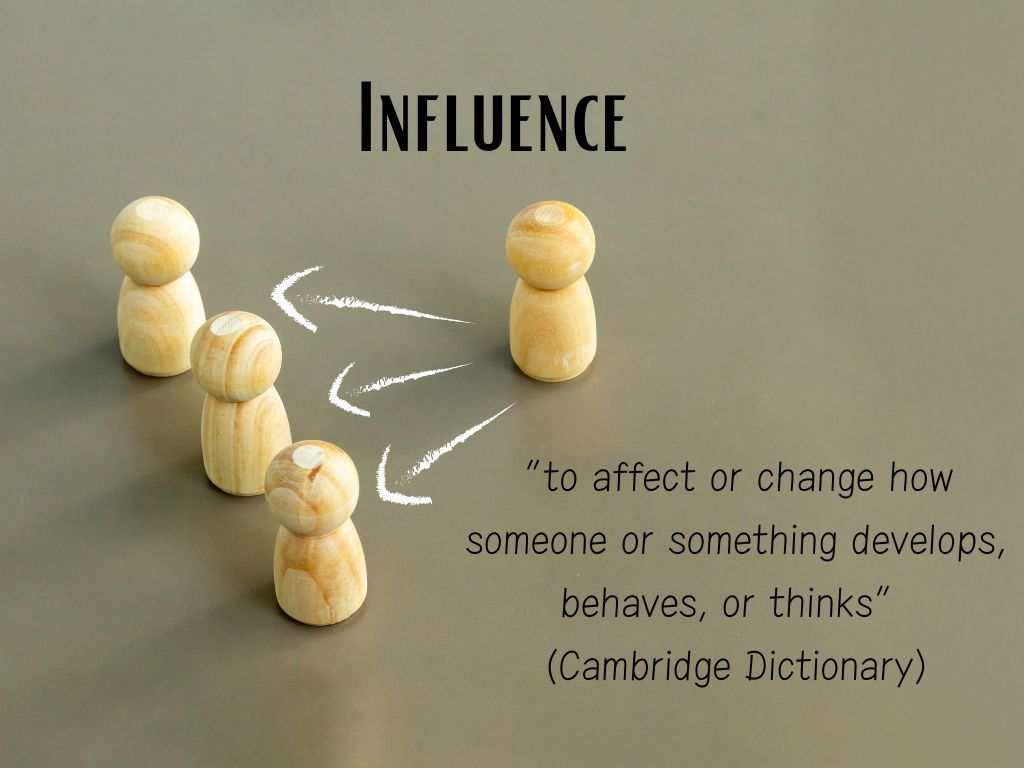 Influence
"to affect or change how
someone or something develops,
behaves, or thinks"
(Cambridge Dictionary)